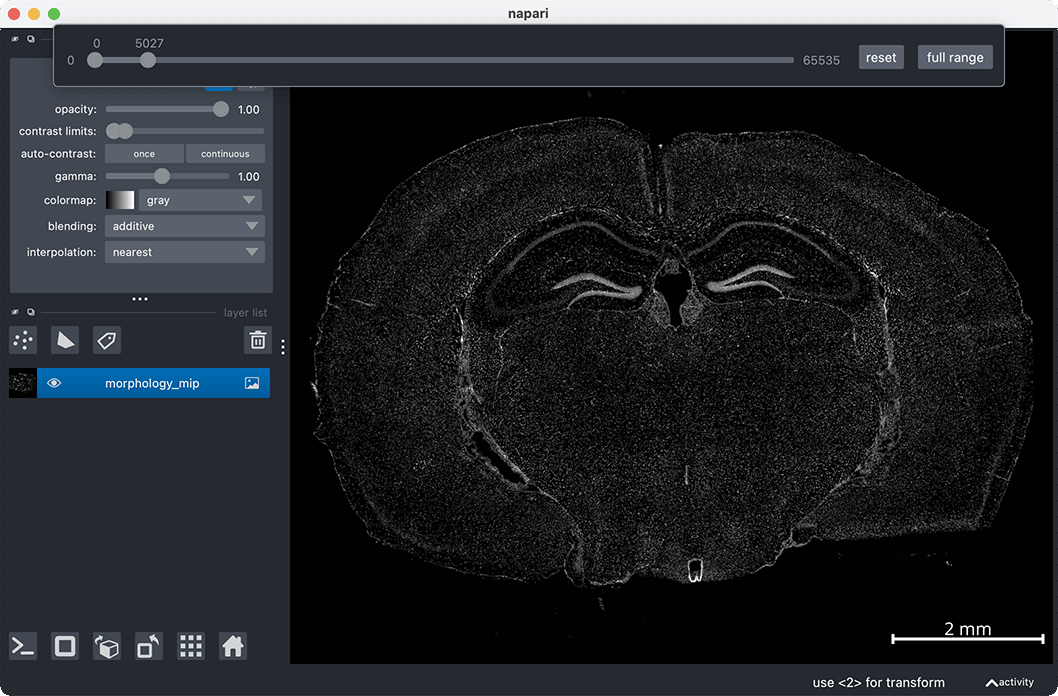 napari
0 5027
0 65535 reset full range
opacity: 1.00
contrast limits:
auto-contrast: once continuous
gamma: 1.00
colormap: gray
blending: additive
interpolation: nearest
layer list
morphology_mip
2 mm
use <2> for transform activity